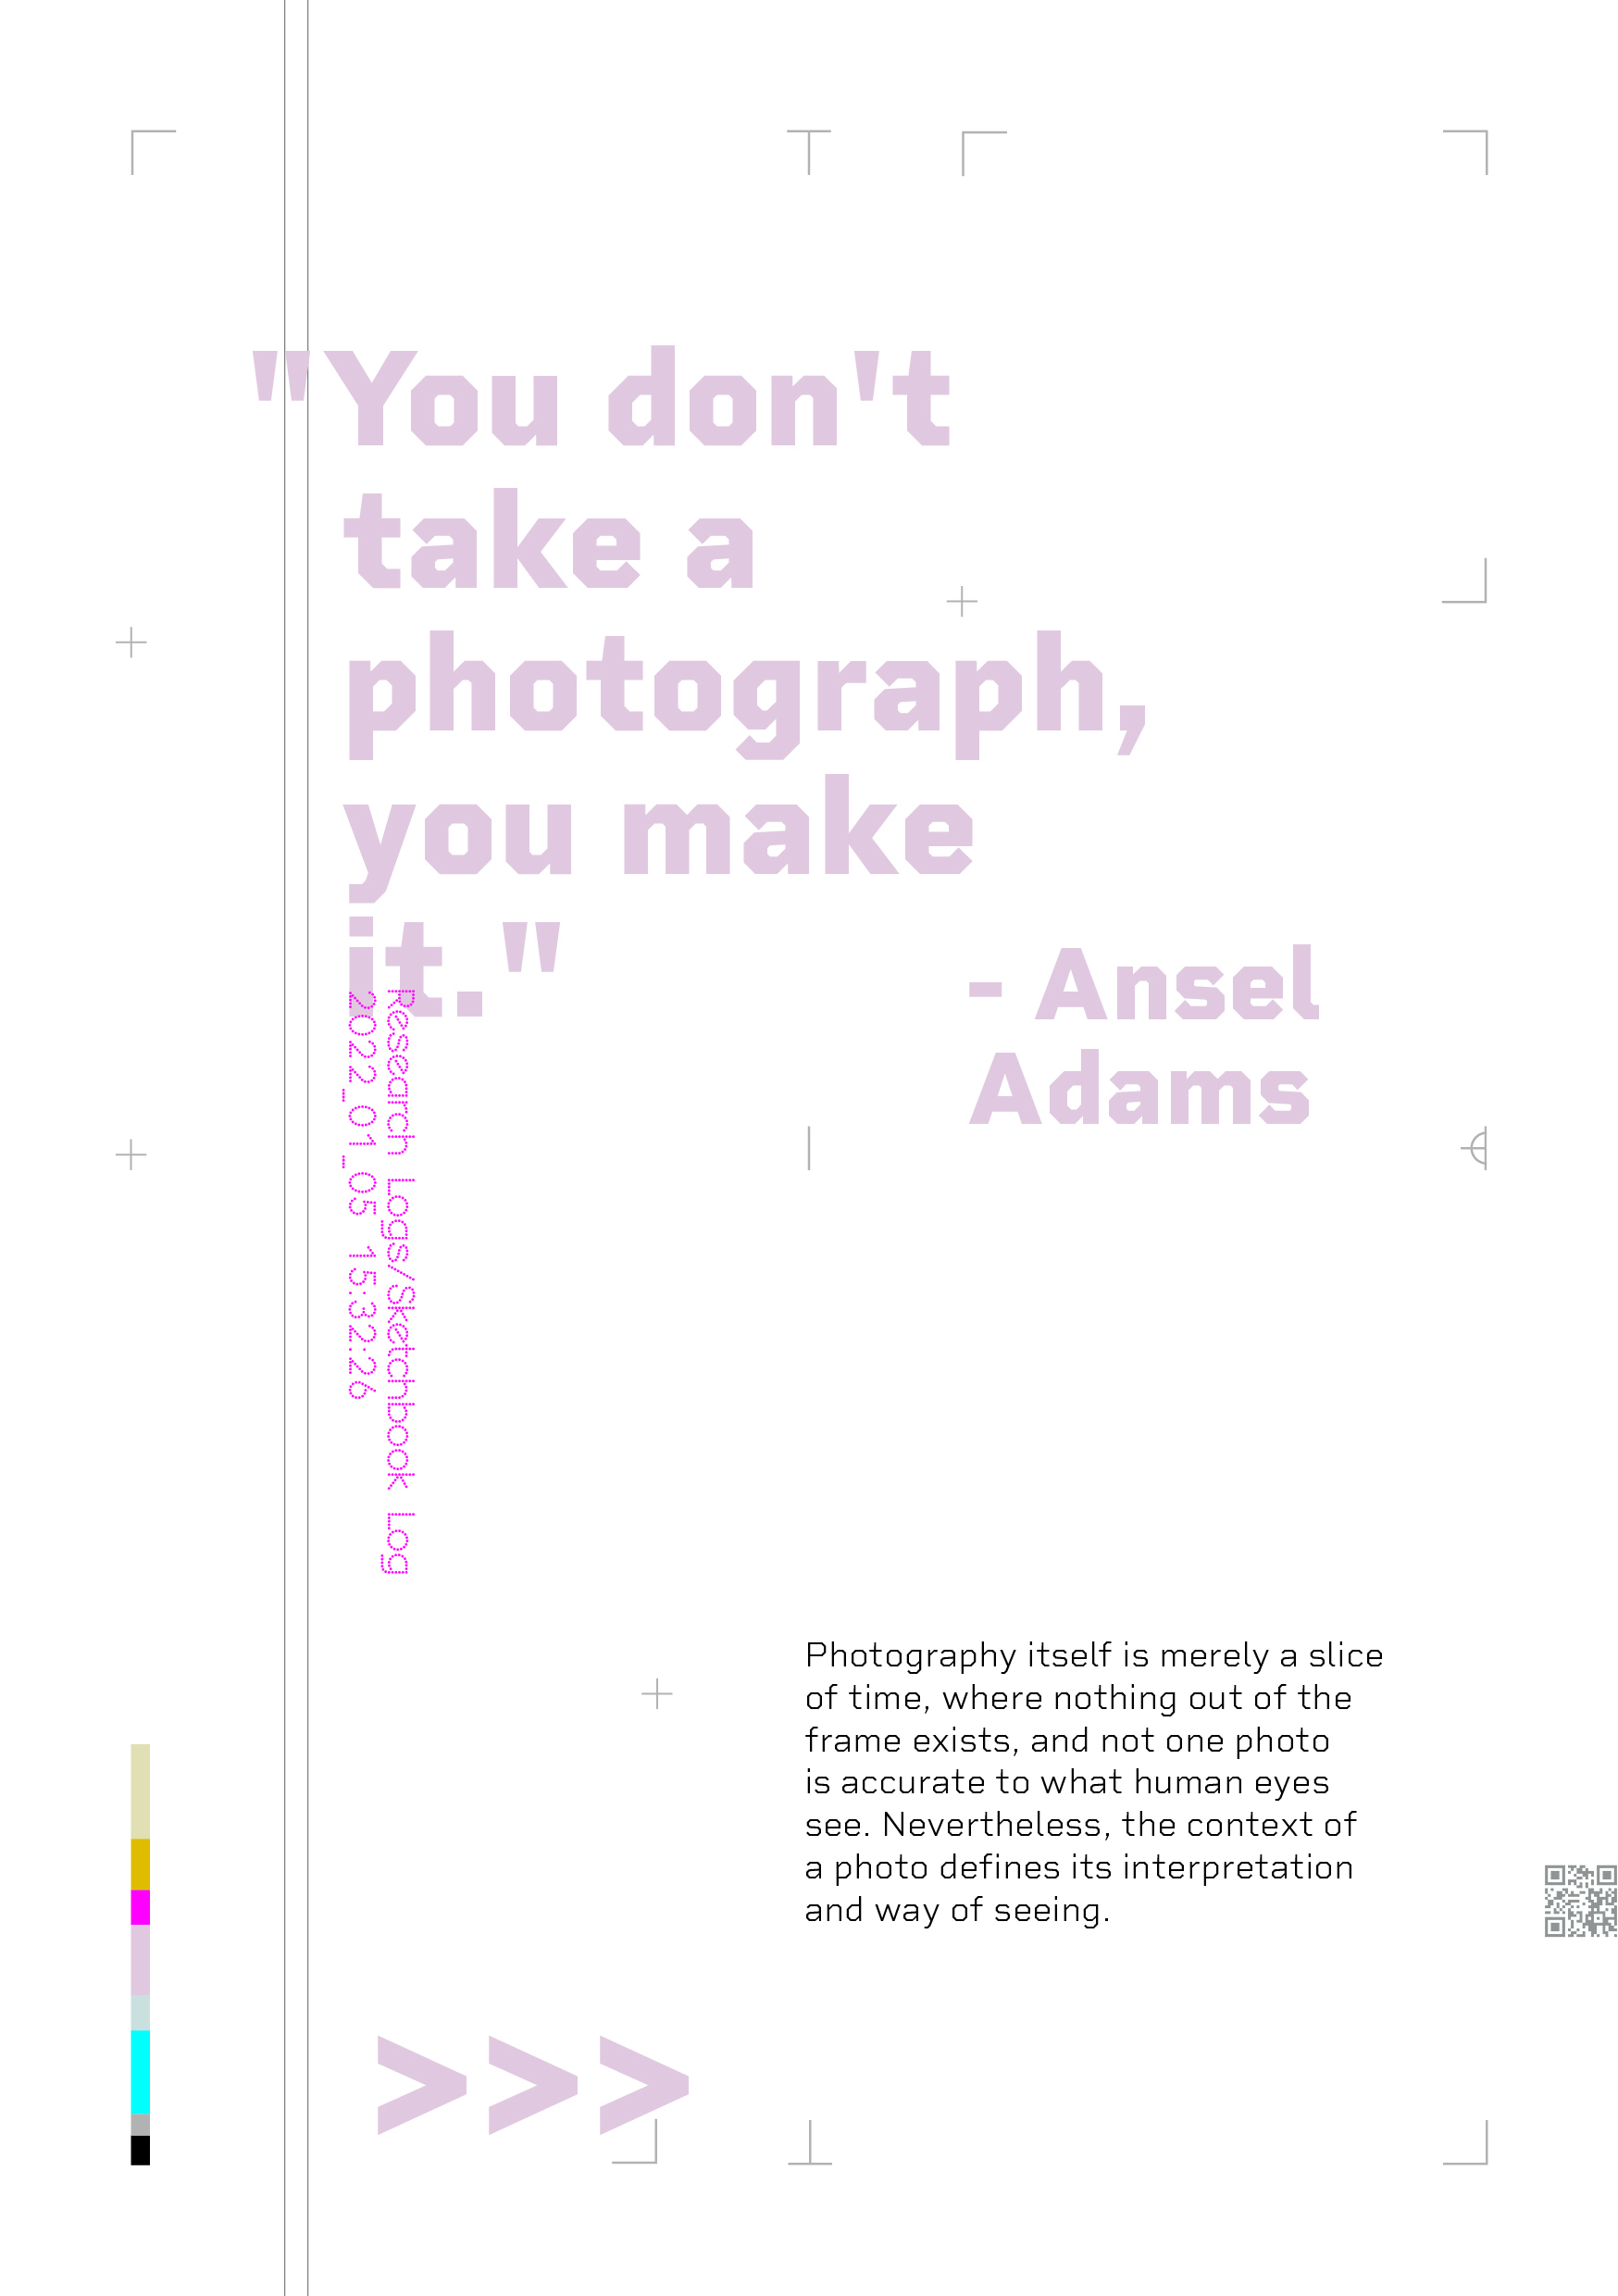 "You don't
take a
photograph,
you make
it."
- Ansel
Adams
Research Logs/Sketchbook Log
2022_01_05 15:32:26
Photography itself is merely a slice
of time, where nothing out of the
frame exists, and not one photo
is accurate to what human eyes
see. Nevertheless, the context of
a photo defines its interpretation
and way of seeing.
>>>